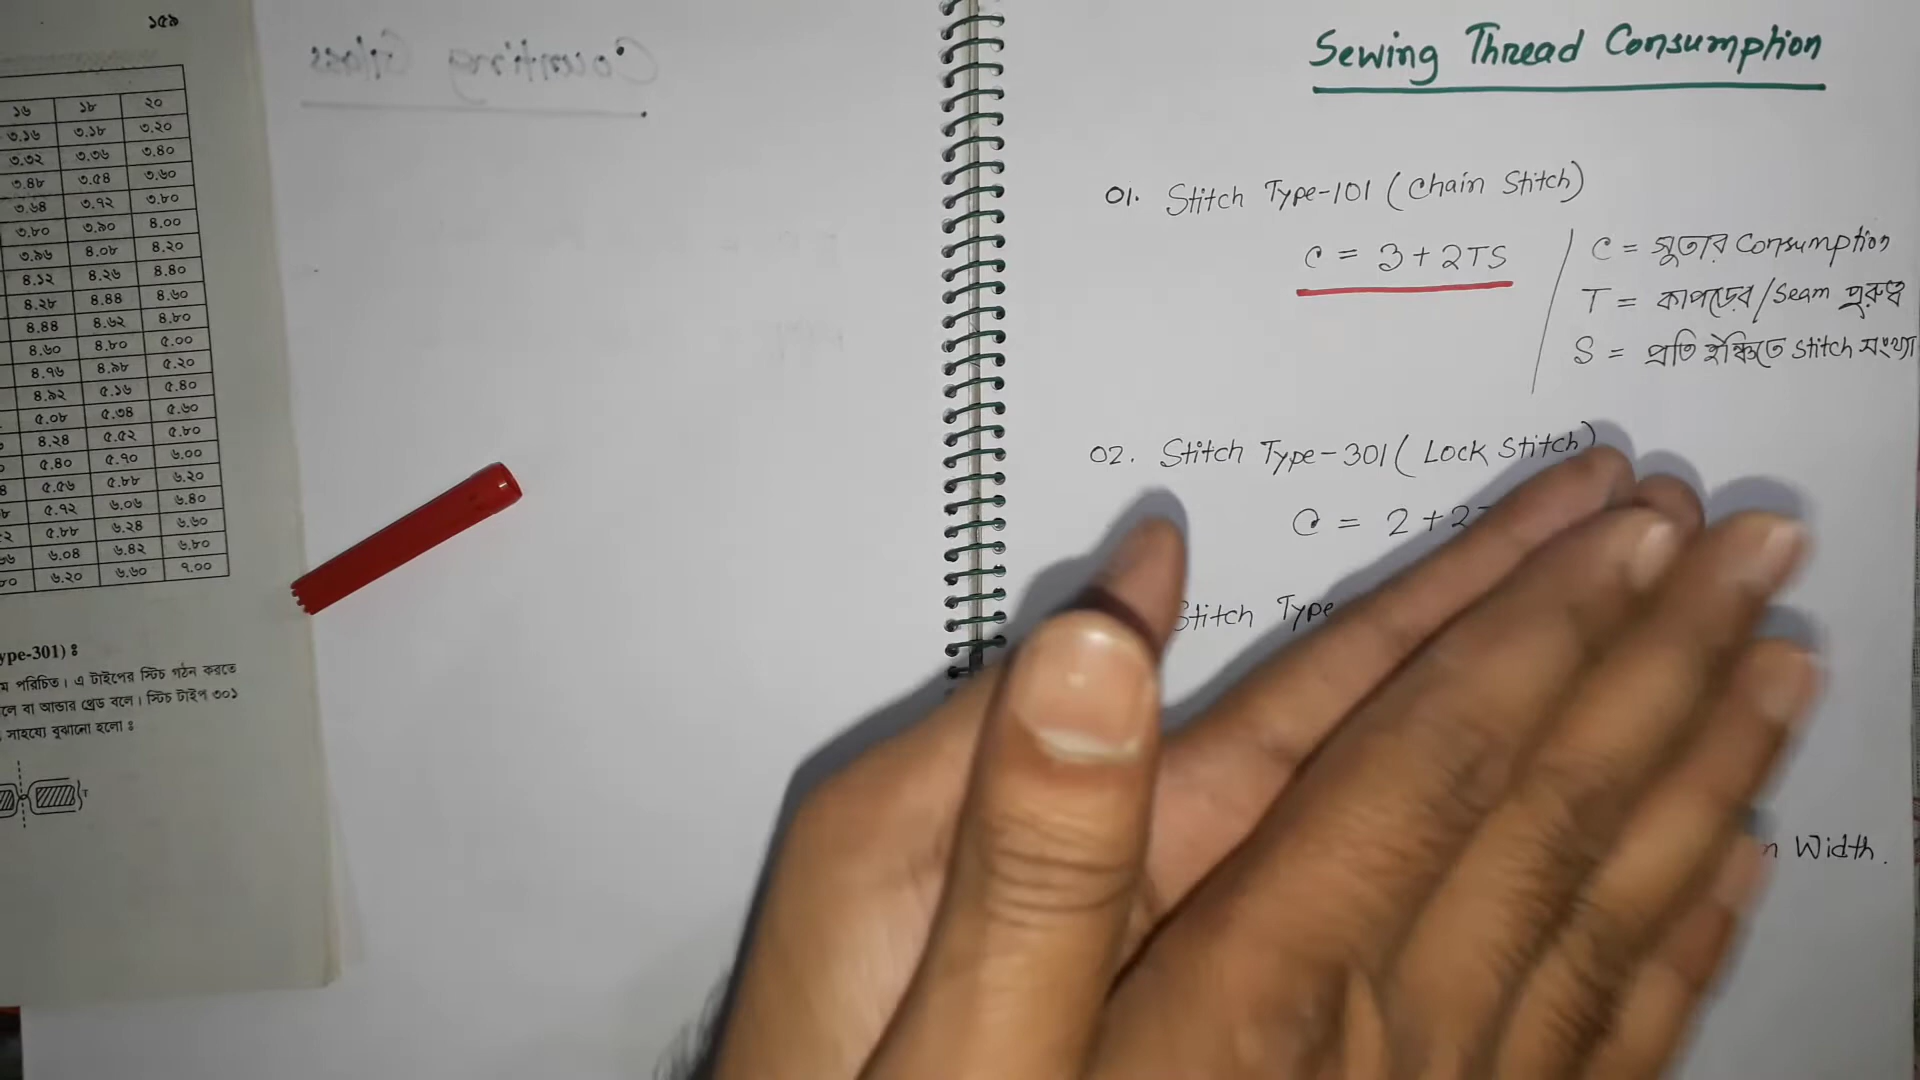 ১৫৯
১৬ ১৮ ২০
৩.১৬ ৩.১৮ ৩.২০
৩.৩২ ৩.৩৬ ৩.৪০
৩.৪৮ ৩.৫৪ ৩.৬০
৩.৬৪ ৩.৭২ ৩.৮০
৩.৮০ ৩.৯০ ৪.০০
৩.৯৬ ৪.০৮ ৪.২০
৪.১২ ৪.২৬ ৪.৪০
৪.২৮ ৪.৪৪ ৪.৬০
৪.৪৪ ৪.৬২ ৪.৮০
৪.৬০ ৪.৮০ ৫.০০
৪.৭৬ ৪.৯৮ ৫.২০
৪.৯২ ৫.১৬ ৫.৪০
৫.০৮ ৫.৩৪ ৫.৬০
৪.২৪ ৫.৫২ ৫.৮০
৫.৪০ ৫.৭০ ৬.০০
৫.৫৬ ৫.৮৮ ৬.২০
৫.৭২ ৬.০৬ ৬.৪০
৫.৮৮ ৬.২৪ ৬.৬০
৬.০৪ ৬.৪২ ৬.৮০
৬.২০ ৬.৬০ ৭.০০
ype-301) ঃ
ম পরিচিত। এ টাইপের স্টিচ গঠন করতে
লে বা আন্ডার থ্রেড বলে। স্টিচ টাইপ ৩০১
সাহায্যে বুঝানো হলো ঃ
T
Counting Glass
Sewing Thread Consumption
01. Stitch Type-101 (Chain Stitch)
C = 3 + 2TS
C = সুতার Consumption
T = কাপড়ের/Seam পুরুত্ব
S = প্রতি ইঞ্চিতে Stitch সংখ্যা
02. Stitch Type-301 (Lock Stitch)
C = 2 + 2
Stitch Type
Width.